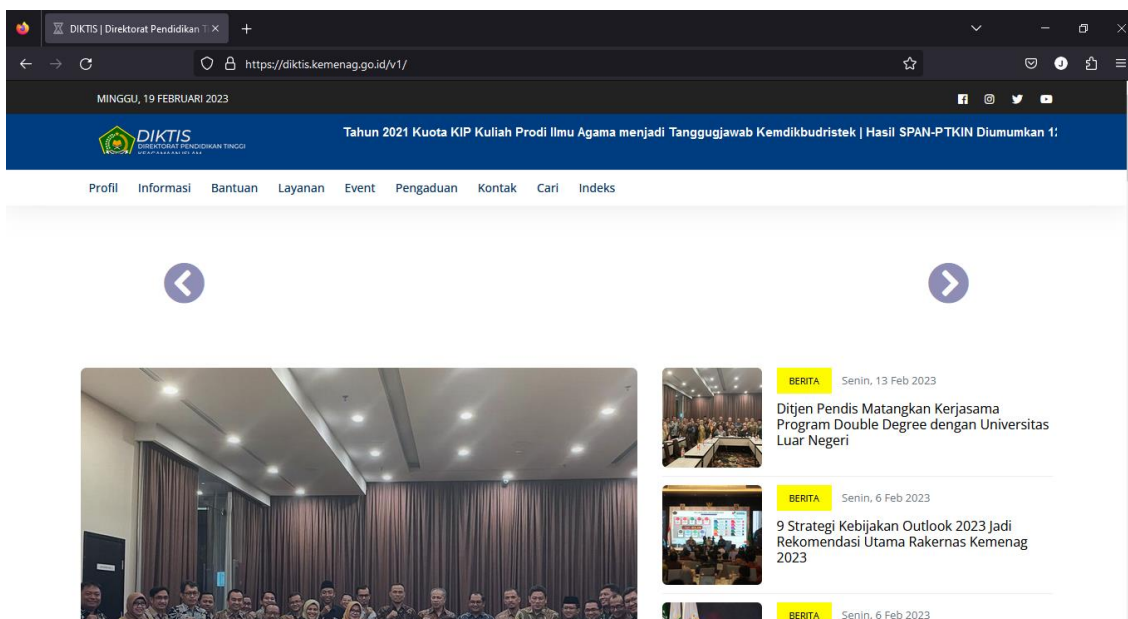 DIKTIS | Direktorat Pendidikan Ti
https://diktis.kemenag.go.id/v1/
MINGGU, 19 FEBRUARI 2023
DIKTIS
DIREKTORAT PENDIDIKAN TINGGI
KEAGAMAAN ISLAM
Tahun 2021 Kuota KIP Kuliah Prodi Ilmu Agama menjadi Tanggugjawab Kemdikbudristek | Hasil SPAN-PTKIN Diumumkan 12
Profil Informasi Bantuan Layanan Event Pengaduan Kontak Cari Indeks
BERITA Senin, 13 Feb 2023
Ditjen Pendis Matangkan Kerjasama
Program Double Degree dengan Universitas
Luar Negeri
BERITA Senin, 6 Feb 2023
9 Strategi Kebijakan Outlook 2023 Jadi
Rekomendasi Utama Rakernas Kemenag
2023
BERITA Senin, 6 Feb 2023